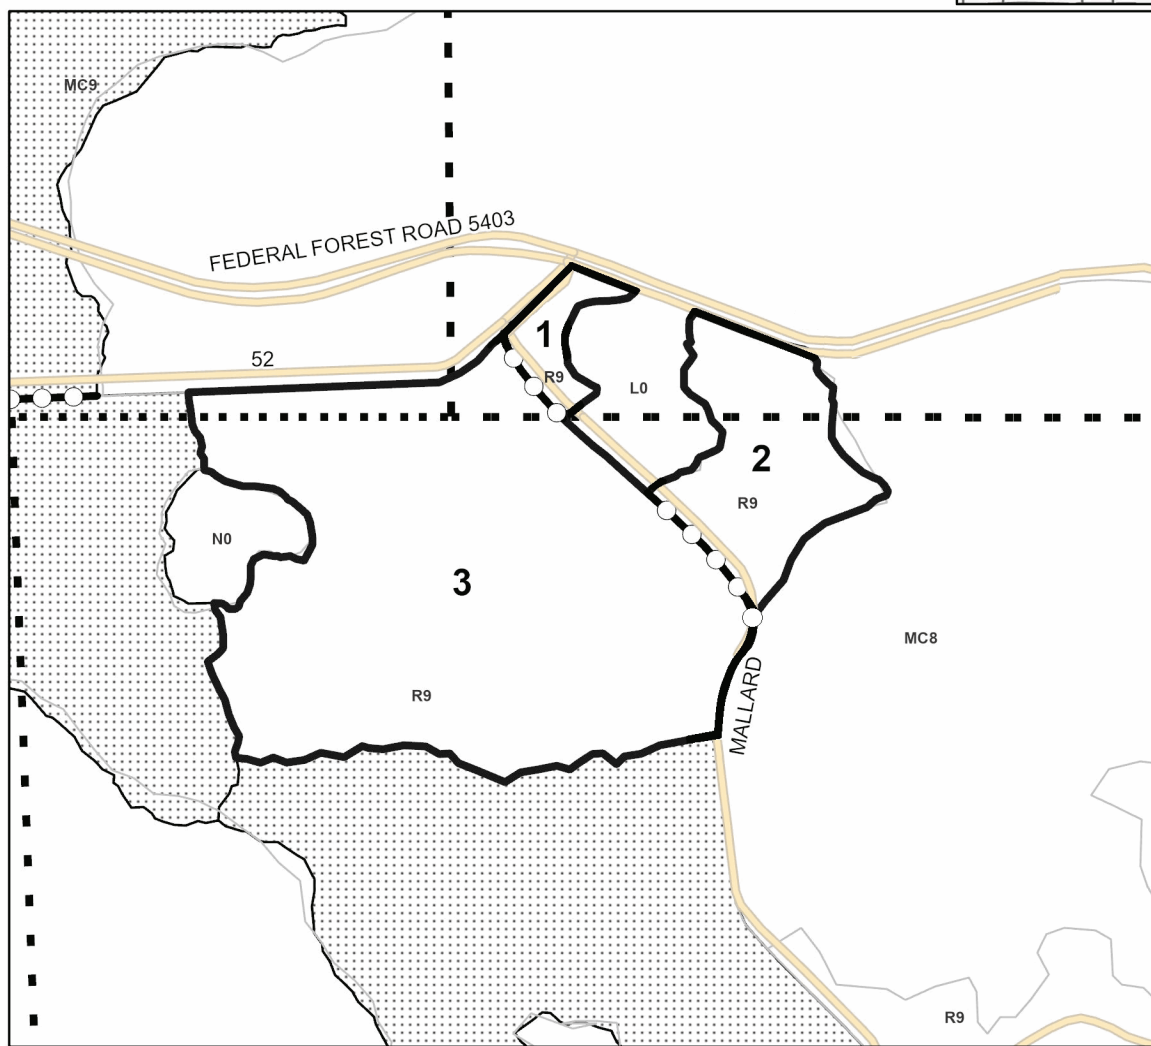 MC9
FEDERAL FOREST ROAD 5403
52
1
R9
L0
2
R9
N0
3
MC8
R9
MALLARD
R9